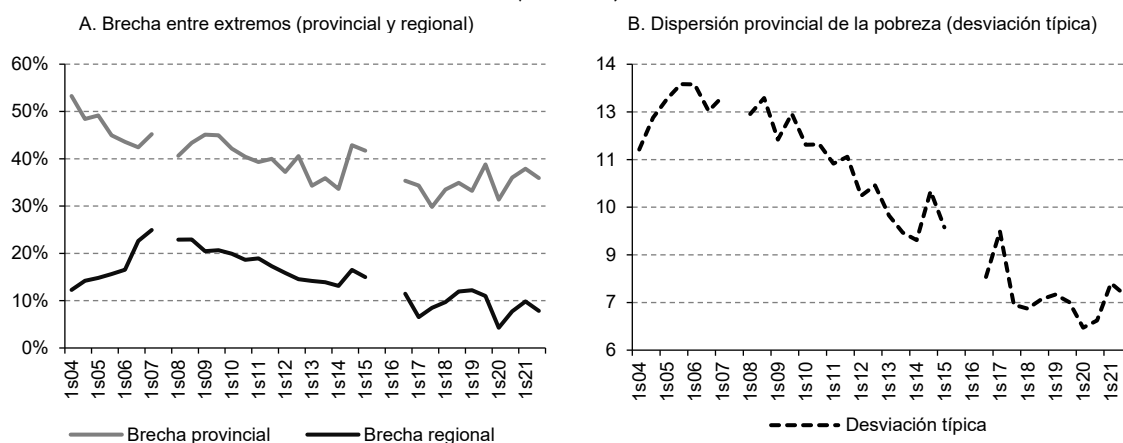 A. Brecha entre extremos (provincial y regional)
60%
50%
40%
30%
20%
10%
0%
1s04
1s05
1s06
1s07
1s08
1s09
1s10
1s11
1s12
1s13
1s14
1s15
1s16
1s17
1s18
1s19
1s20
1s21
Brecha provincial
Brecha regional
B. Dispersión provincial de la pobreza (desviación típica)
14
13
11
10
9
7
6
1s04
1s05
1s06
1s07
1s08
1s09
1s10
1s11
1s12
1s13
1s14
1s15
1s16
1s17
1s18
1s19
1s20
1s21
Desviación típica